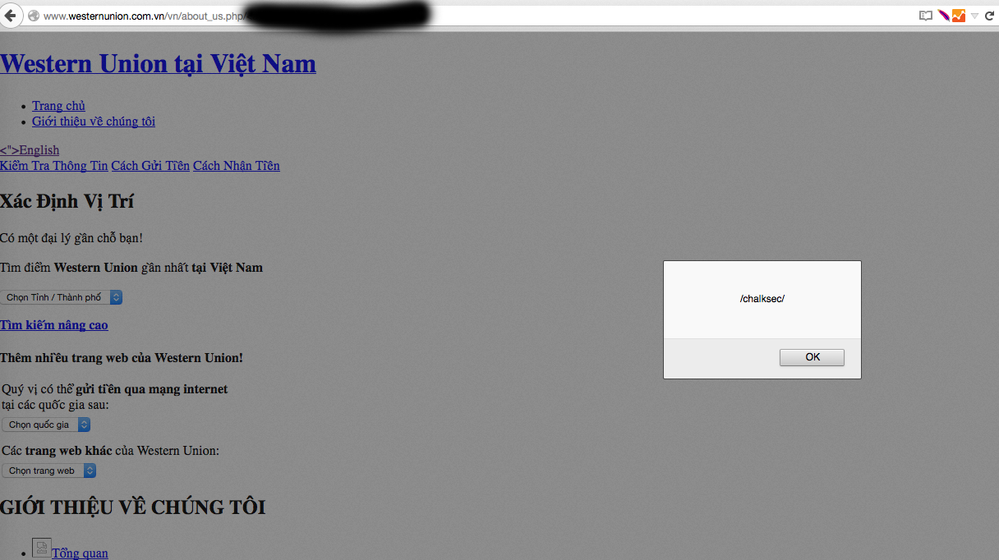 www.westernunion.com.vn/vn/about_us.php/
Western Union tại Việt Nam
Trang chủ
Giới thiệu về chúng tôi
<">English
Kiểm Tra Thông Tin Cách Gửi Tiền Cách Nhận Tiền
Xác Định Vị Trí
Có một đại lý gần chỗ bạn!
Tìm điểm Western Union gần nhất tại Việt Nam
Chọn Tỉnh / Thành phố
Tìm kiếm nâng cao
Thêm nhiều trang web của Western Union!
Quý vị có thể gửi tiền qua mạng internet
tại các quốc gia sau:
Chọn quốc gia
Các trang web khác của Western Union:
Chọn trang web
GIỚI THIỆU VỀ CHÚNG TÔI
Tổng quan
/chalksec/
OK